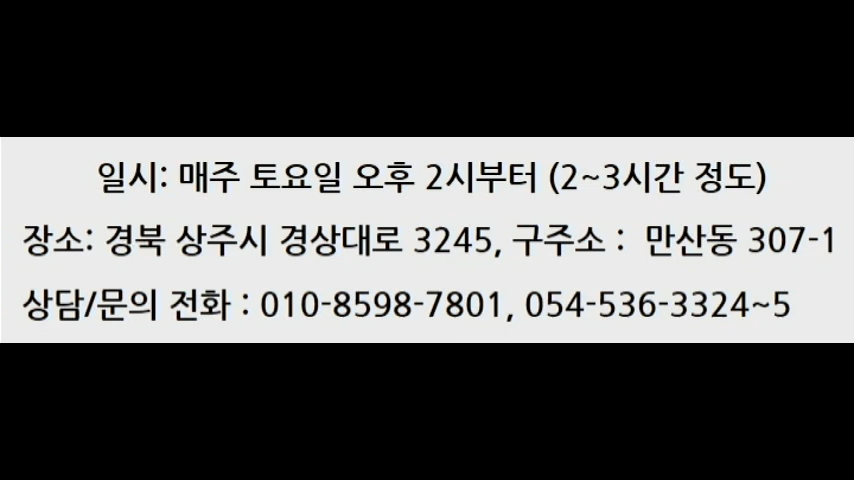 일시: 매주 토요일 오후 2시부터 (2~3시간 정도)
장소: 경북 상주시 경상대로 3245, 구주소 : 만산동 307-1
상담/문의 전화 : 010-8598-7801, 054-536-3324~5